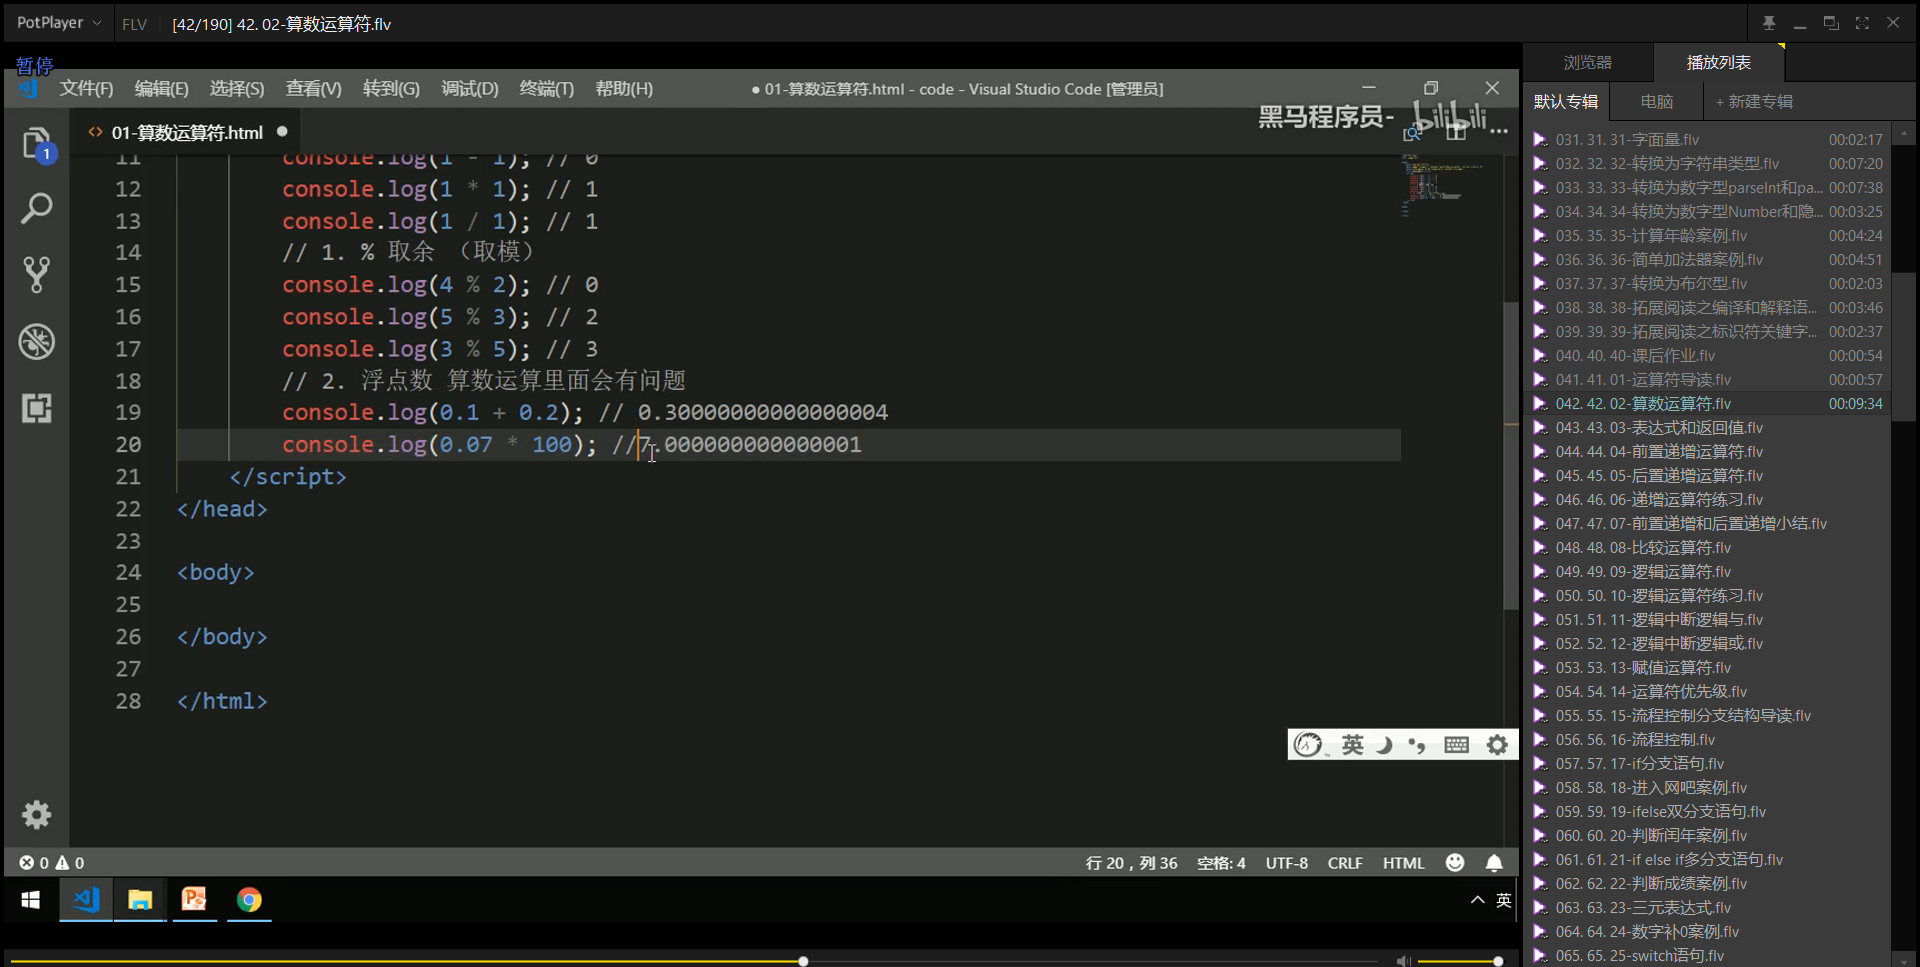 PotPlayer FLV [42/190] 42. 02-算数运算符.flv
暂停
文件(F) 编辑(E) 选择(S) 查看(V) 转到(G) 调试(D) 终端(T) 帮助(H) ● 01-算数运算符.html - code - Visual Studio Code [管理员]
01-算数运算符.html ●
黑马程序员- bilibili
1
11 console.log(1 - 1); // 0
12 console.log(1 * 1); // 1
13 console.log(1 / 1); // 1
14 // 1. % 取余 （取模）
15 console.log(4 % 2); // 0
16 console.log(5 % 3); // 2
17 console.log(3 % 5); // 3
18 // 2. 浮点数 算数运算里面会有问题
19 console.log(0.1 + 0.2); // 0.30000000000000004
20 console.log(0.07 * 100); //7.000000000000001
21 </script>
22 </head>
23
24 <body>
25
26 </body>
27
28 </html>
英
0 0 行 20，列 36 空格: 4 UTF-8 CRLF HTML
英
浏览器 播放列表
默认专辑 电脑 + 新建专辑
031. 31. 31-字面量.flv 00:02:17
032. 32. 32-转换为字符串类型.flv 00:07:20
033. 33. 33-转换为数字型parseInt和pa... 00:07:38
034. 34. 34-转换为数字型Number和隐... 00:03:25
035. 35. 35-计算年龄案例.flv 00:04:24
036. 36. 36-简单加法器案例.flv 00:04:51
037. 37. 37-转换为布尔型.flv 00:02:03
038. 38. 38-拓展阅读之编译和解释语... 00:03:46
039. 39. 39-拓展阅读之标识符关键字... 00:02:37
040. 40. 40-课后作业.flv 00:00:54
041. 41. 01-运算符导读.flv 00:00:57
042. 42. 02-算数运算符.flv 00:09:34
043. 43. 03-表达式和返回值.flv
044. 44. 04-前置递增运算符.flv
045. 45. 05-后置递增运算符.flv
046. 46. 06-递增运算符练习.flv
047. 47. 07-前置递增和后置递增小结.flv
048. 48. 08-比较运算符.flv
049. 49. 09-逻辑运算符.flv
050. 50. 10-逻辑运算符练习.flv
051. 51. 11-逻辑中断逻辑与.flv
052. 52. 12-逻辑中断逻辑或.flv
053. 53. 13-赋值运算符.flv
054. 54. 14-运算符优先级.flv
055. 55. 15-流程控制分支结构导读.flv
056. 56. 16-流程控制.flv
057. 57. 17-if分支语句.flv
058. 58. 18-进入网吧案例.flv
059. 59. 19-ifelse双分支语句.flv
060. 60. 20-判断闰年案例.flv
061. 61. 21-if else if多分支语句.flv
062. 62. 22-判断成绩案例.flv
063. 63. 23-三元表达式.flv
064. 64. 24-数字补0案例.flv
065. 65. 25-switch语句.flv